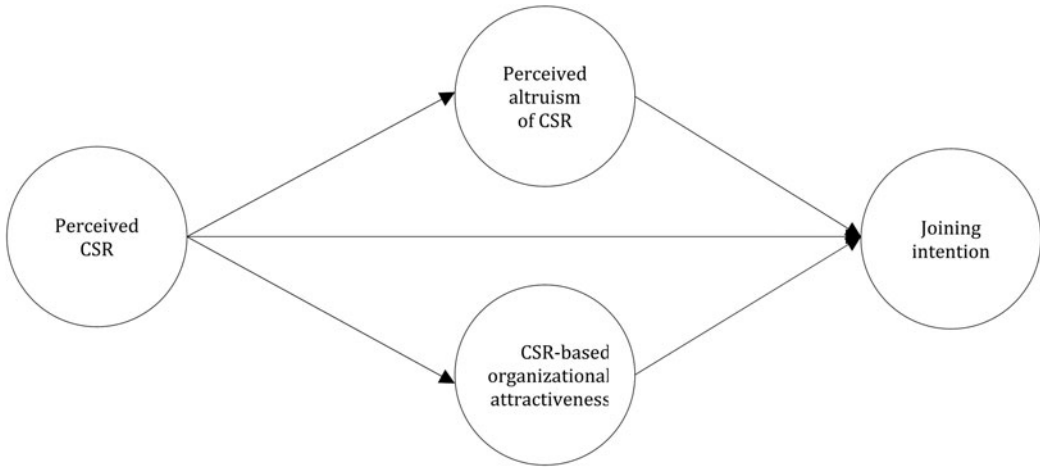 Perceived
altruism
of CSR
Perceived
CSR
Joining
intention
CSR-based
organizational
attractiveness